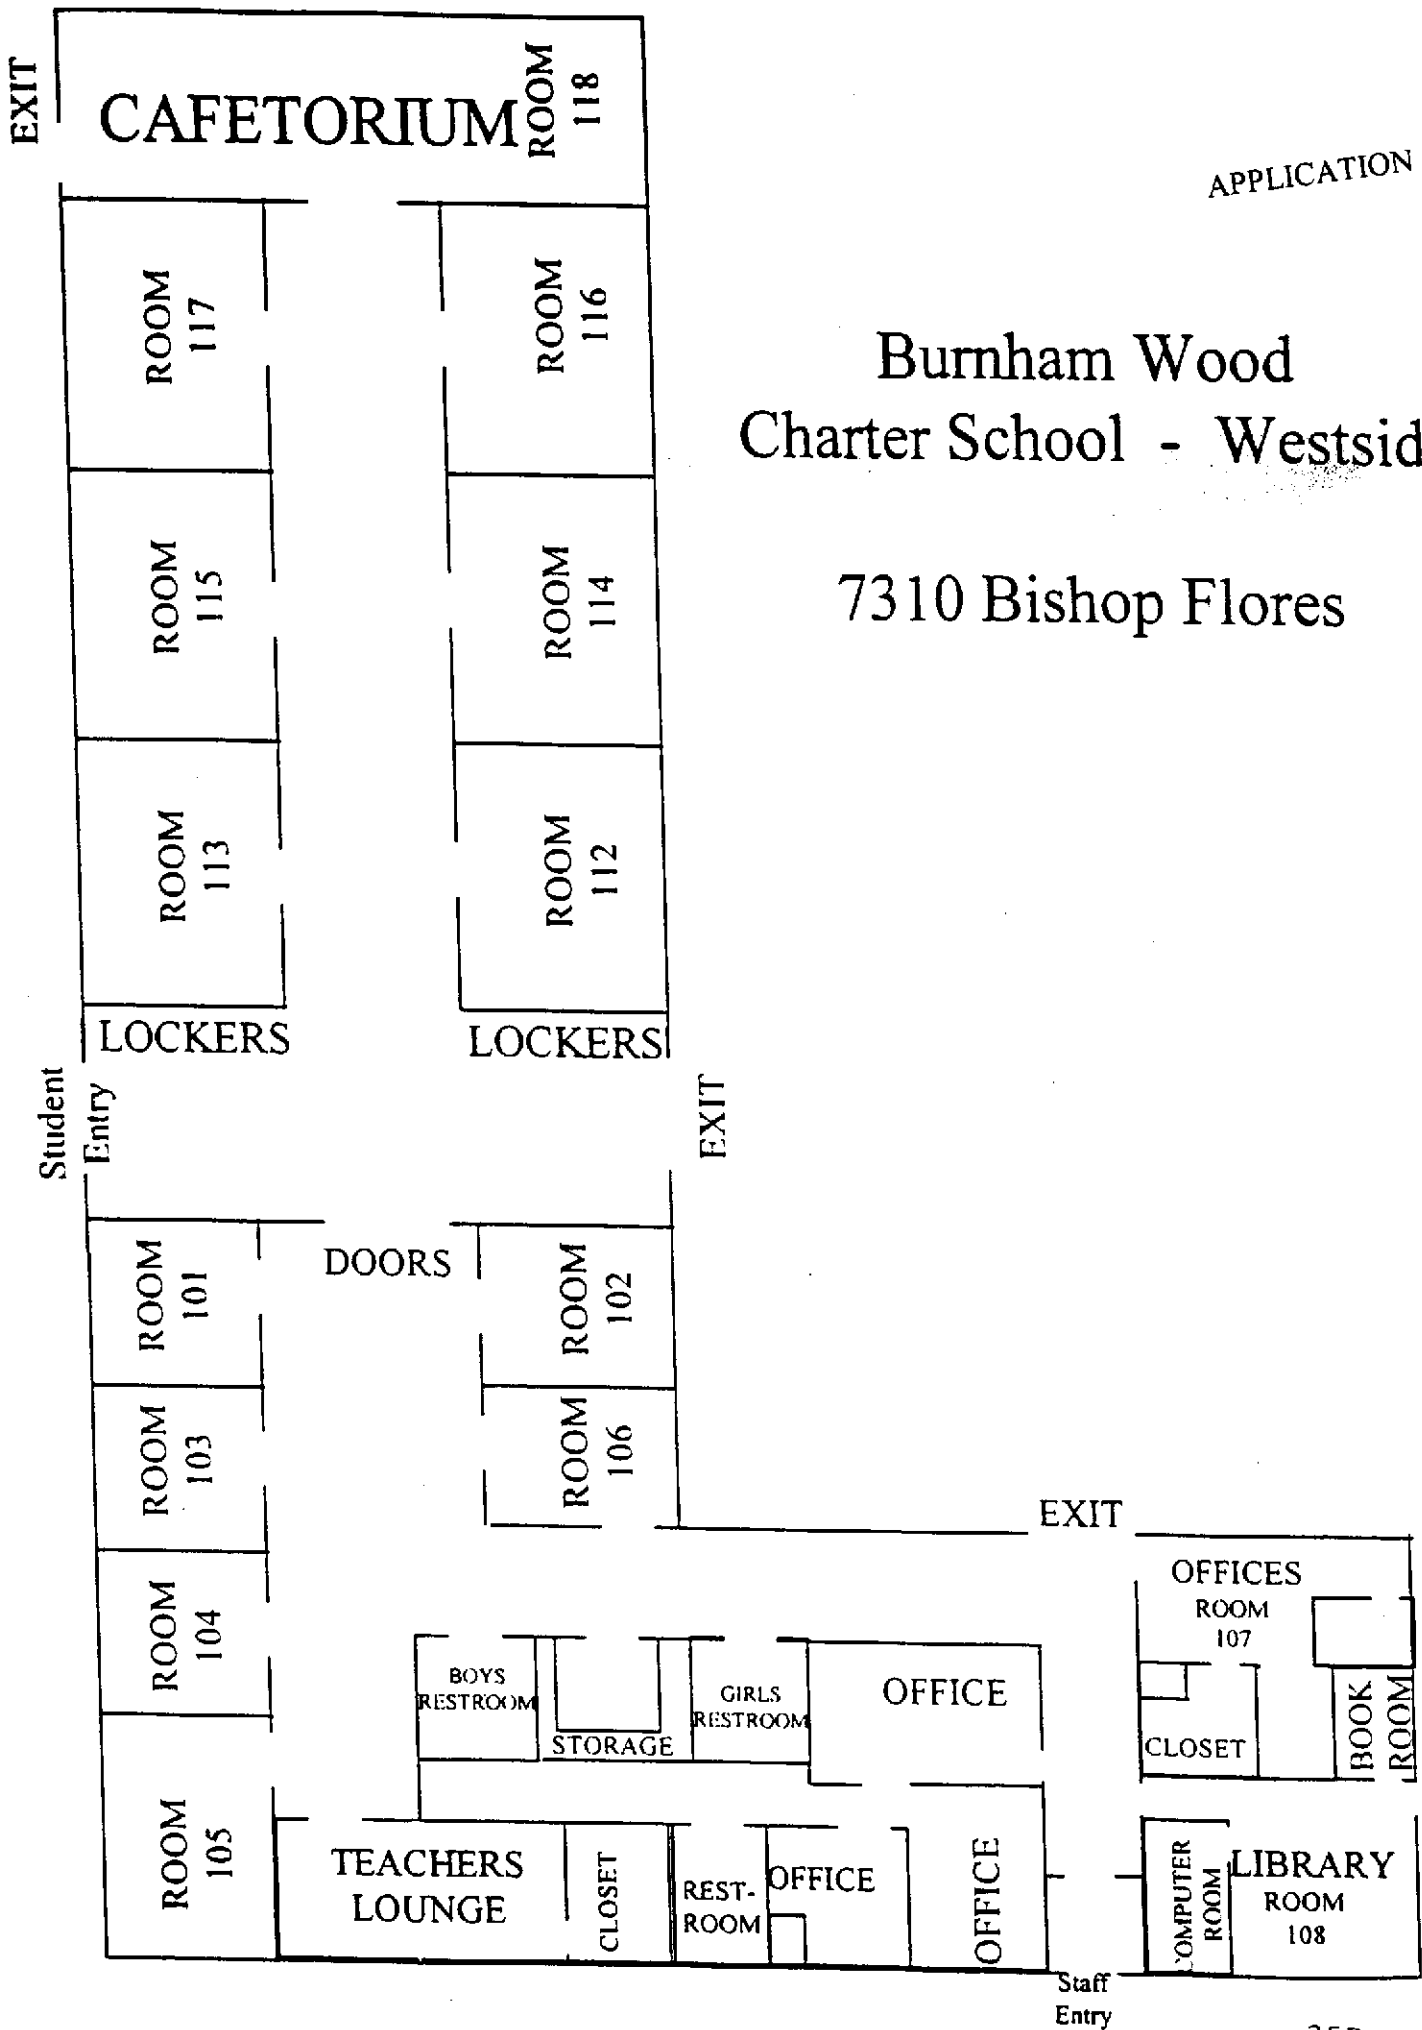 EXIT
CAFETORIUM
ROOM
118
APPLICATION
ROOM
117
ROOM
116
Burnham Wood
Charter School - Westsid
7310 Bishop Flores
ROOM
115
ROOM
114
ROOM
113
ROOM
112
LOCKERS
LOCKERS
Student
Entry
EXIT
DOORS
ROOM
101
ROOM
102
ROOM
103
ROOM
106
EXIT
ROOM
104
OFFICES
ROOM
107
BOYS
RESTROOM
STORAGE
GIRLS
RESTROOM
OFFICE
CLOSET
BOOK
ROOM
ROOM
105
TEACHERS
LOUNGE
CLOSET
REST-
ROOM
OFFICE
OFFICE
COMPUTER
ROOM
LIBRARY
ROOM
108
Staff
Entry